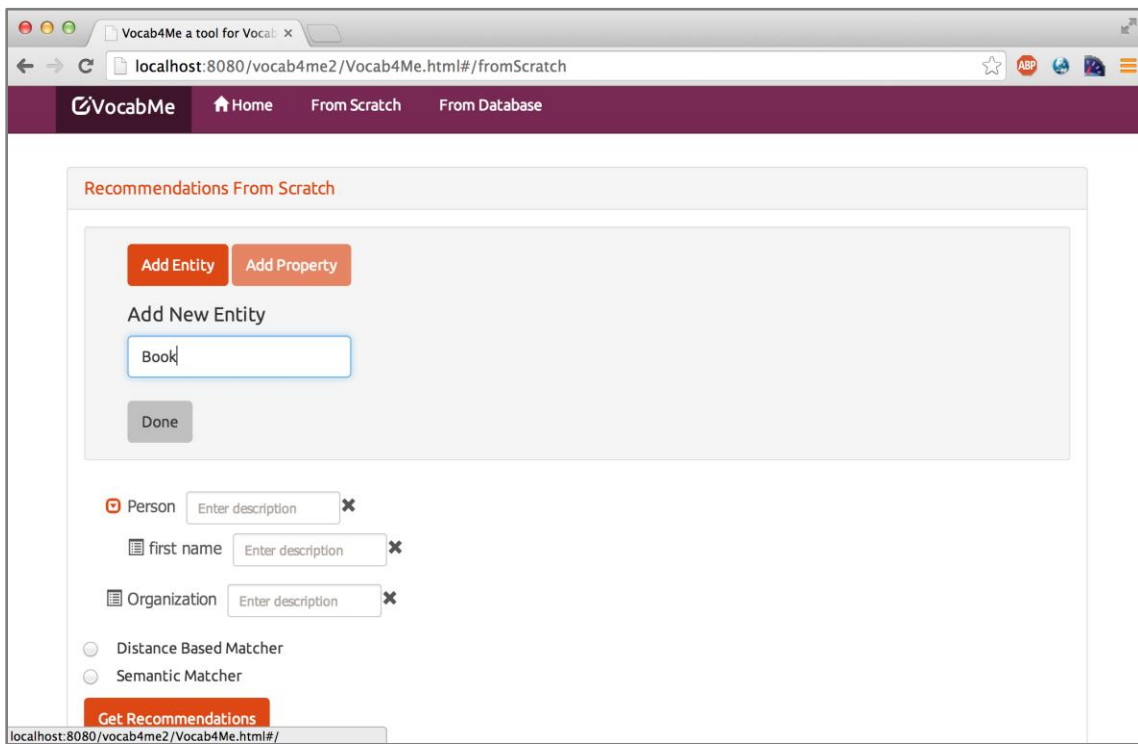 Vocab4Me a tool for Vocab
localhost:8080/vocab4me2/Vocab4Me.html#/fromScratch
ABP
VocabMe Home From Scratch From Database
Recommendations From Scratch
Add Entity Add Property
Add New Entity
Book
Done
Person Enter description
first name Enter description
Organization Enter description
Distance Based Matcher
Semantic Matcher
Get Recommendations
localhost:8080/vocab4me2/Vocab4Me.html#/